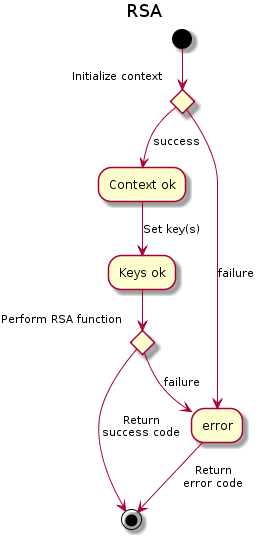 RSA
Initialize context
success
Context ok
Set key(s)
Keys ok
failure
Perform RSA function
failure
Return
success code
error
Return
error code